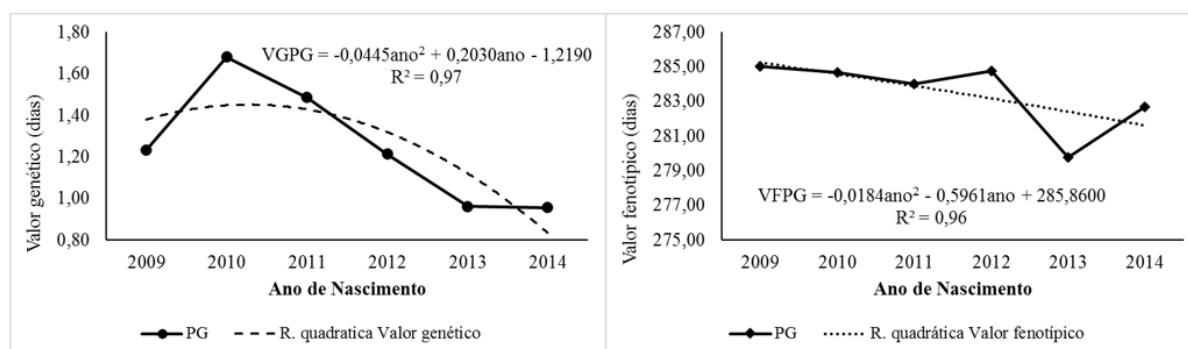 1,80
1,60
1,40
1,20
1,00
0,80
Valor genético (dias)
VGPG = -0,0445ano² + 0,2030ano - 1,2190
R² = 0,97
2009 2010 2011 2012 2013 2014
Ano de Nascimento
PG R. quadratica Valor genético
287,00
285,00
283,00
281,00
279,00
277,00
275,00
Valor fenotípico (dias)
VFPG = -0,0184ano² - 0,5961ano + 285,8600
R² = 0,96
2009 2010 2011 2012 2013 2014
Ano de Nascimento
PG R. quadrática Valor fenotípico